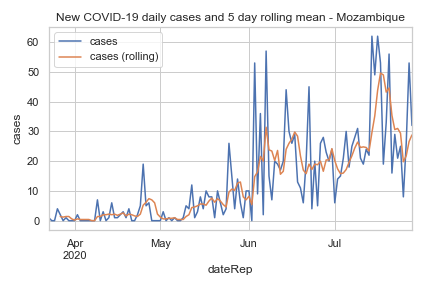 New COVID-19 daily cases and 5 day rolling mean - Mozambique
cases
cases (rolling)
60
50
40
30
20
10
0
cases
Apr
2020
May
Jun
Jul
dateRep